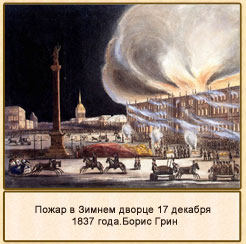 Пожар в Зимнем дворце 17 декабря
1837 года.Борис Грин